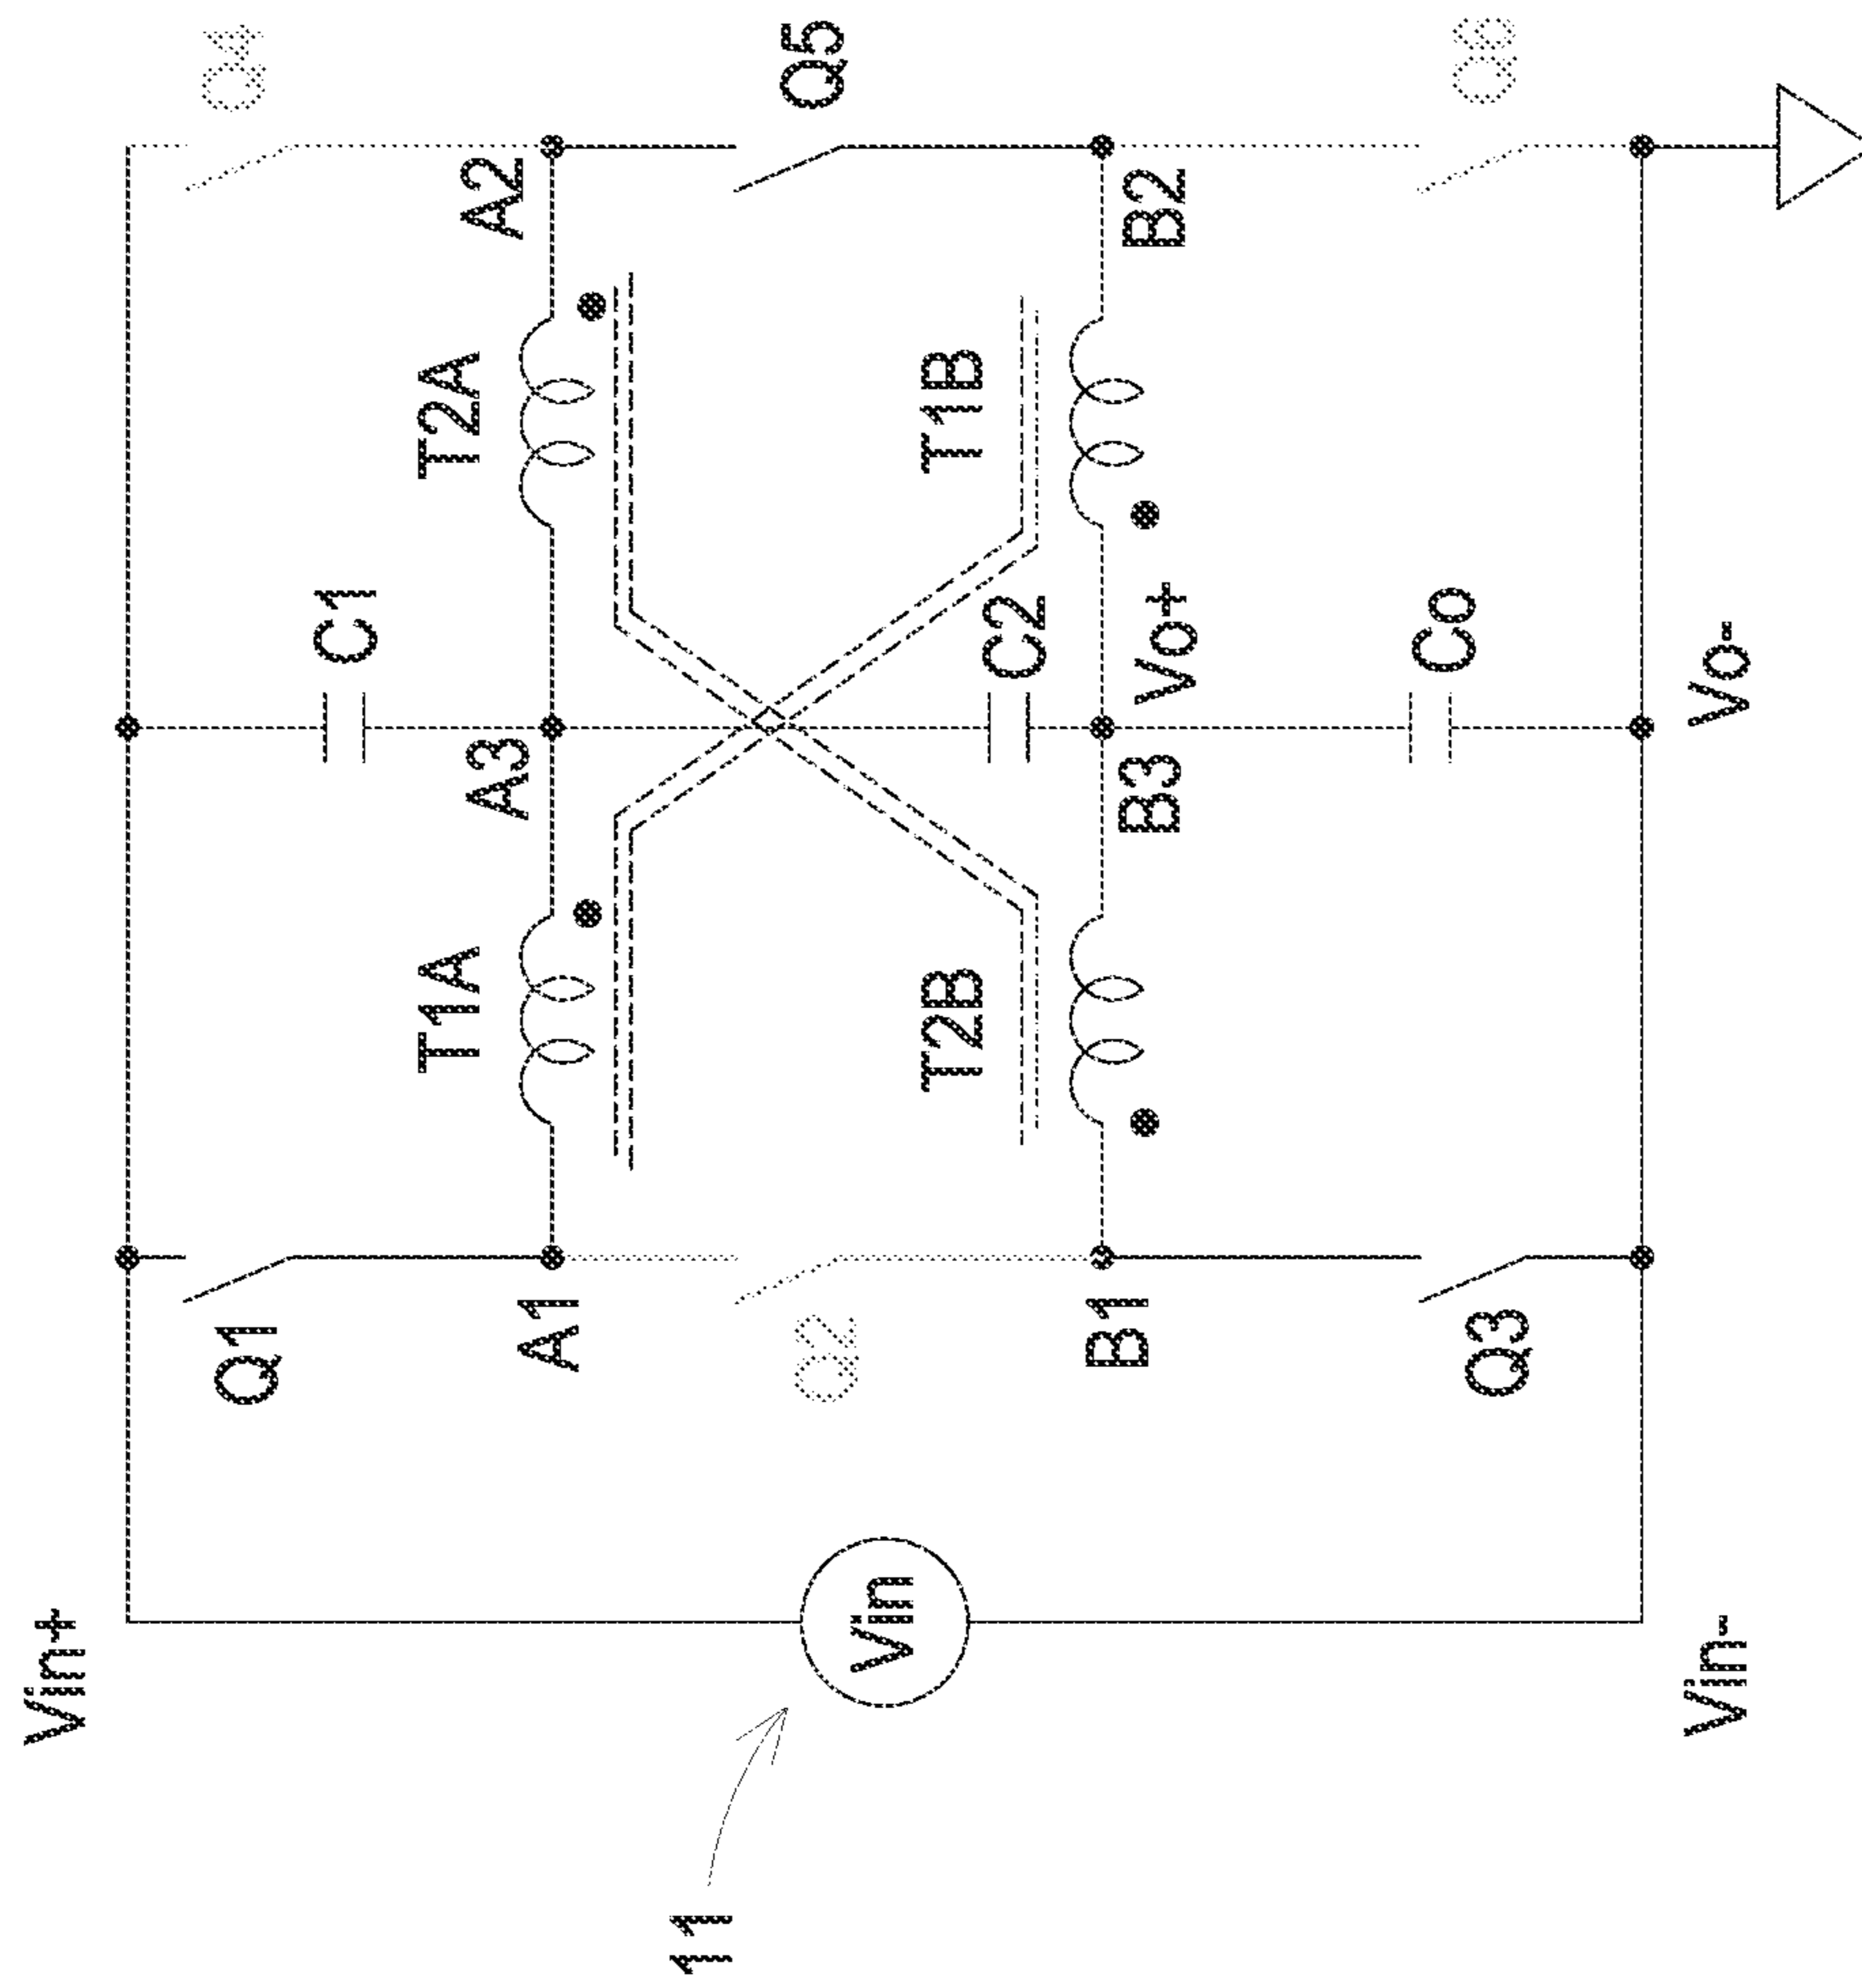 Vin+
Q4
C1
Q1
T1A
T2A
A3
A2
A1
Q5
Q2
Vin
11
T2B
T1B
C2
Vo+
B1
B3
B2
Q3
Co
Q6
Vin-
Vo-